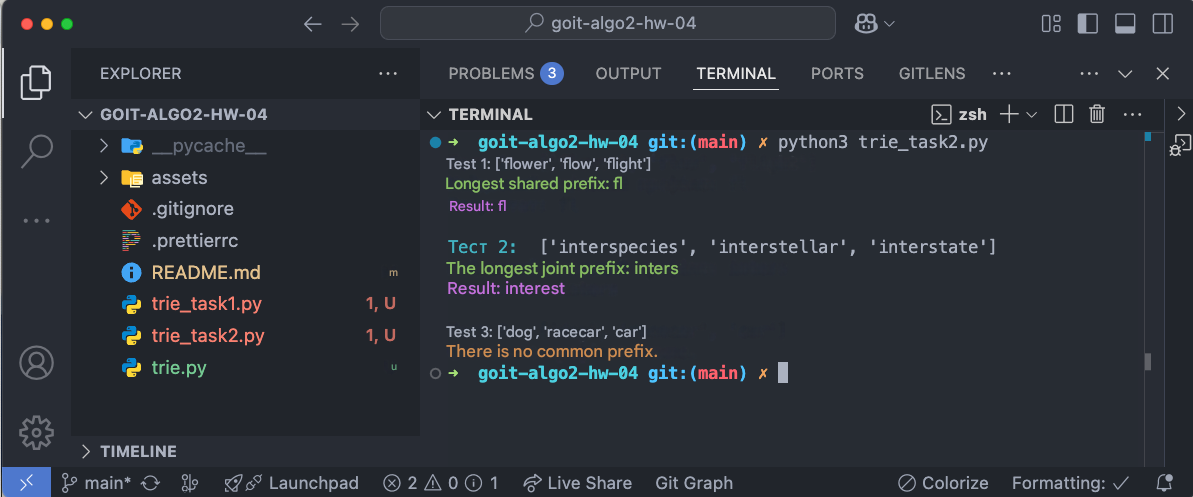 goit-algo2-hw-04
EXPLORER
GOIT-ALGO2-HW-04
__pycache__
assets
.gitignore
.prettierrc
README.md m
trie_task1.py 1, U
trie_task2.py 1, U
trie.py u
TIMELINE
PROBLEMS 3 OUTPUT TERMINAL PORTS GITLENS
TERMINAL zsh
goit-algo2-hw-04 git:(main) ✗ python3 trie_task2.py
Test 1: ['flower', 'flow', 'flight']
Longest shared prefix: fl
Result: fl
Тест 2: ['interspecies', 'interstellar', 'interstate']
The longest joint prefix: inters
Result: interest
Test 3: ['dog', 'racecar', 'car']
There is no common prefix.
goit-algo2-hw-04 git:(main) ✗
main* Launchpad 2 0 1 Live Share Git Graph Colorize Formatting: ✓